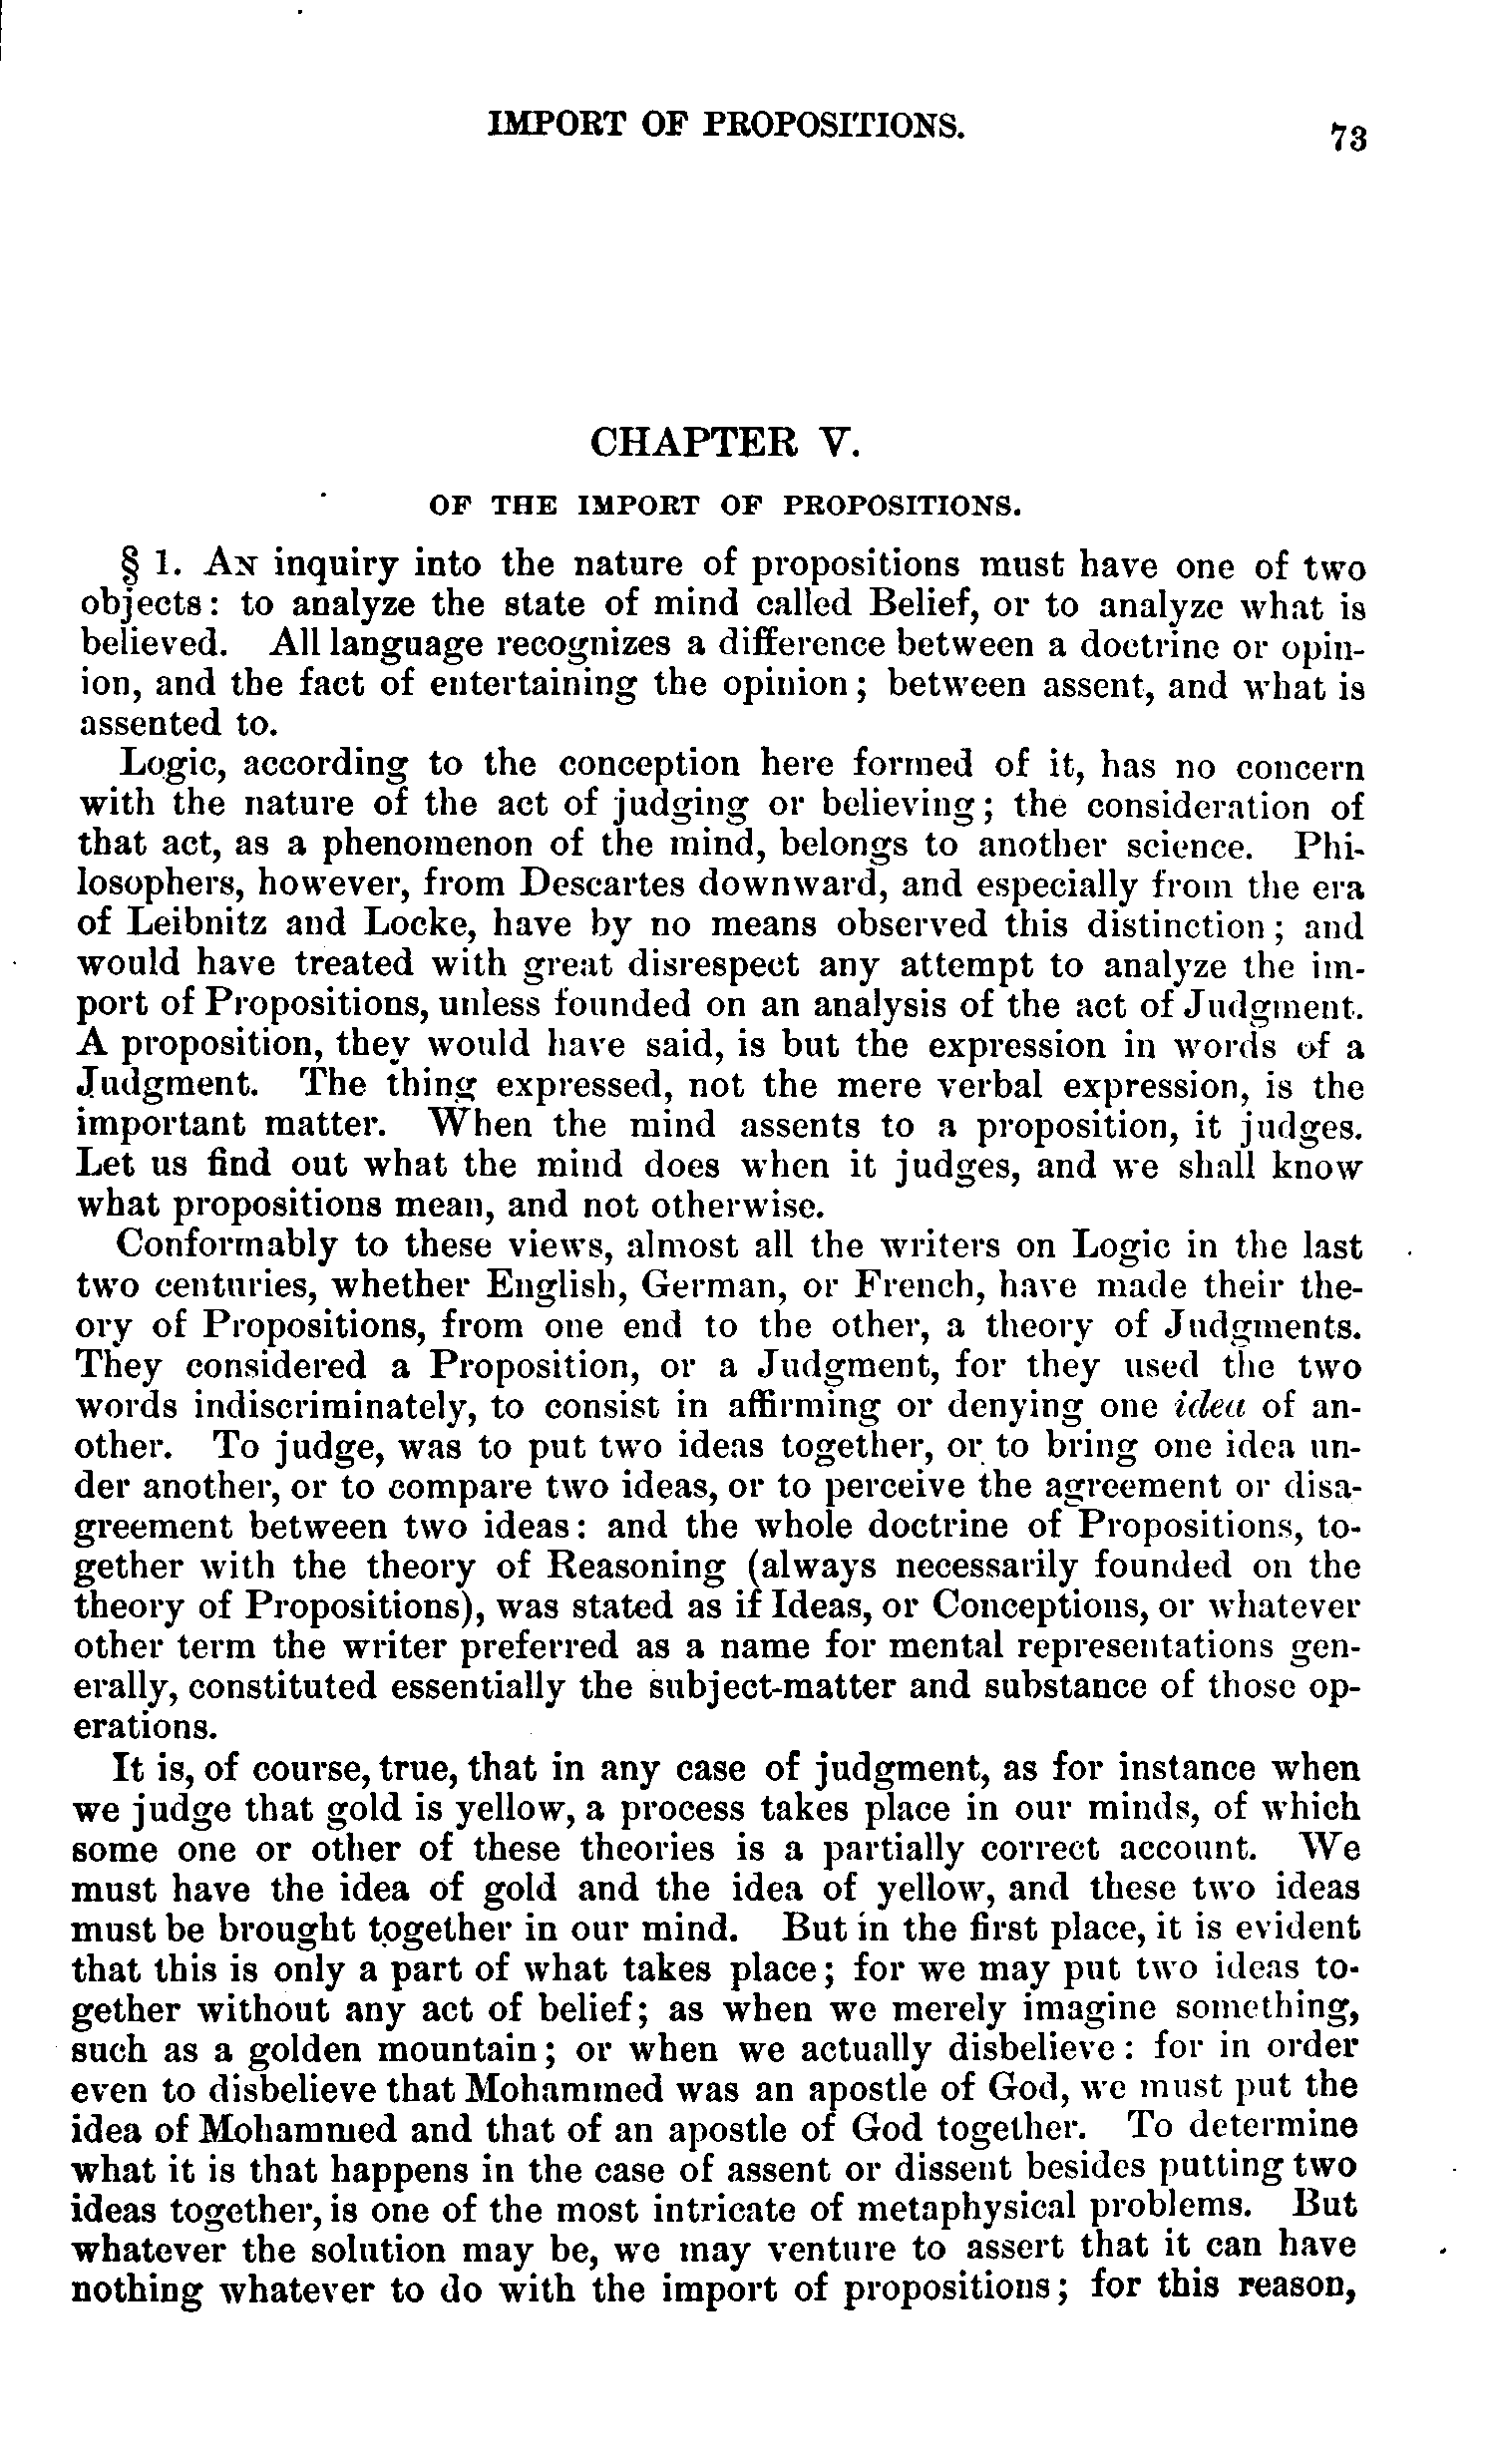 IMPORT OF PROPOSITIONS.
73
CHAPTER V.
OF THE IMPORT OF PROPOSITIONS.
§ 1. AN inquiry into the nature of propositions must have one of two
objects: to analyze the state of mind called Belief, or to analyze what is
believed. All language recognizes a difference between a doctrine or opin-
ion, and the fact of entertaining the opinion; between assent, and what is
assented to.
Logic, according to the conception here formed of it, has no concern
with the nature of the act of judging or believing; the consideration of
that act, as a phenomenon of the mind, belongs to another science. Phi-
losophers, however, from Descartes downward, and especially from the era
of Leibnitz and Locke, have by no means observed this distinction; and
would have treated with great disrespect any attempt to analyze the im-
port of Propositions, unless founded on an analysis of the act of Judgment.
A proposition, they would have said, is but the expression in words of a
Judgment. The thing expressed, not the mere verbal expression, is the
important matter. When the mind assents to a proposition, it judges.
Let us find out what the mind does when it judges, and we shall know
what propositions mean, and not otherwise.
Conformably to these views, almost all the writers on Logic in the last
two centuries, whether English, German, or French, have made their the-
ory of Propositions, from one end to the other, a theory of Judgments.
They considered a Proposition, or a Judgment, for they used the two
words indiscriminately, to consist in affirming or denying one idea of an-
other. To judge, was to put two ideas together, or to bring one idea un-
der another, or to compare two ideas, or to perceive the agreement or disa-
greement between two ideas: and the whole doctrine of Propositions, to-
gether with the theory of Reasoning (always necessarily founded on the
theory of Propositions), was stated as if Ideas, or Conceptions, or whatever
other term the writer preferred as a name for mental representations gen-
erally, constituted essentially the subject-matter and substance of those op-
erations.
It is, of course, true, that in any case of judgment, as for instance when
we judge that gold is yellow, a process takes place in our minds, of which
some one or other of these theories is a partially correct account. We
must have the idea of gold and the idea of yellow, and these two ideas
must be brought together in our mind. But in the first place, it is evident
that this is only a part of what takes place; for we may put two ideas to-
gether without any act of belief; as when we merely imagine something,
such as a golden mountain; or when we actually disbelieve: for in order
even to disbelieve that Mohammed was an apostle of God, we must put the
idea of Mohammed and that of an apostle of God together. To determine
what it is that happens in the case of assent or dissent besides putting two
ideas together, is one of the most intricate of metaphysical problems. But
whatever the solution may be, we may venture to assert that it can have
nothing whatever to do with the import of propositions; for this reason,